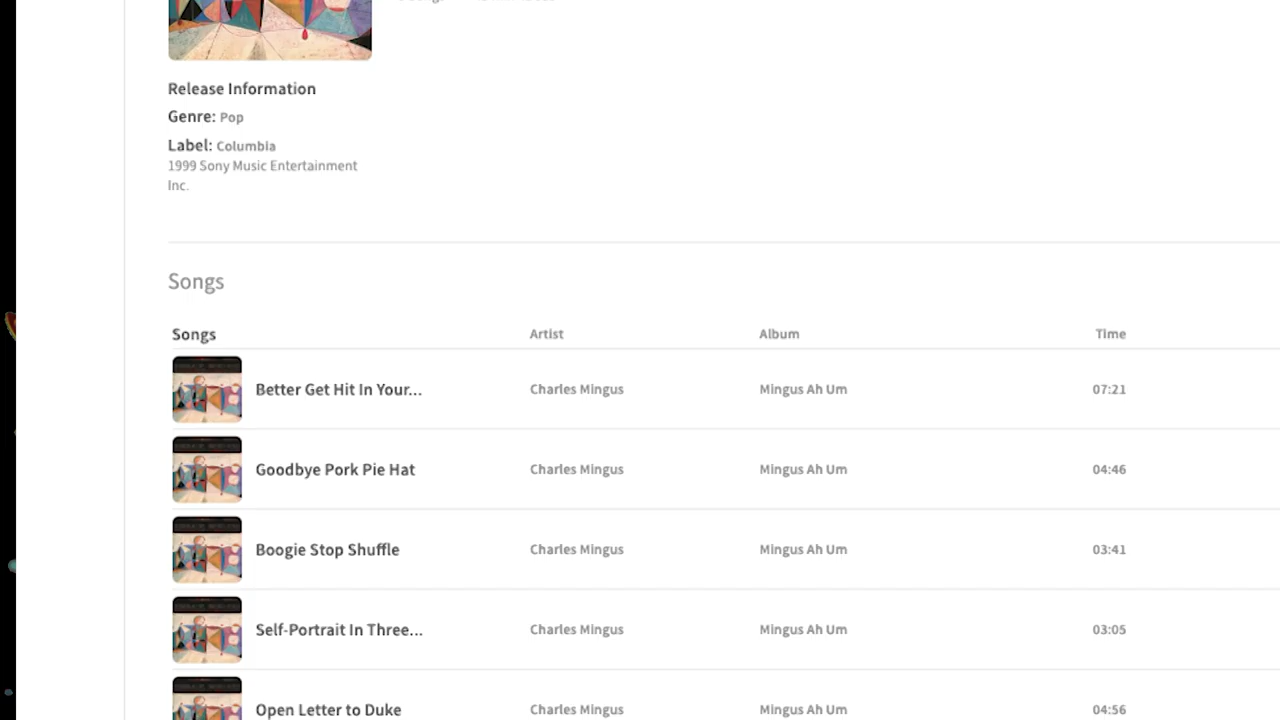 Release Information
Genre: Pop
Label: Columbia
1999 Sony Music Entertainment
Inc.
Songs
Songs Artist Album Time
Better Get Hit In Your... Charles Mingus Mingus Ah Um 07:21
Goodbye Pork Pie Hat Charles Mingus Mingus Ah Um 04:46
Boogie Stop Shuffle Charles Mingus Mingus Ah Um 03:41
Self-Portrait In Three... Charles Mingus Mingus Ah Um 03:05
Open Letter to Duke Charles Mingus Mingus Ah Um 04:56